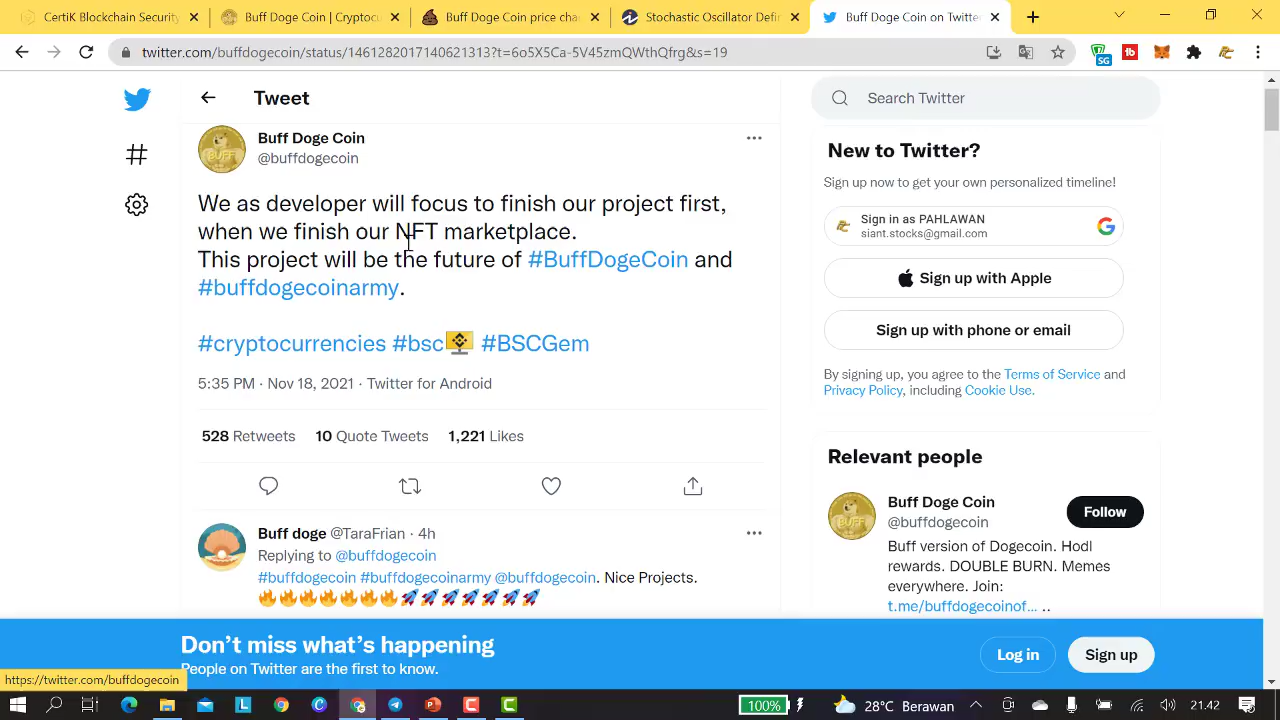 CertiK Blockchain Security
Buff Doge Coin | Cryptocur
Buff Doge Coin price char
Stochastic Oscillator Defin
Buff Doge Coin on Twitte
twitter.com/buffdogecoin/status/1461282017140621313?t=6o5X5Ca-5V45zmQWthQfrg&s=19
SG
tb
Tweet
Search Twitter
Buff Doge Coin
@buffdogecoin
We as developer will focus to finish our project first,
when we finish our NFT marketplace.
This project will be the future of #BuffDogeCoin and
#buffdogecoinarmy.
#cryptocurrencies #bsc #BSCGem
5:35 PM · Nov 18, 2021 · Twitter for Android
528 Retweets 10 Quote Tweets 1,221 Likes
Buff doge @TaraFrian · 4h
Replying to @buffdogecoin
#buffdogecoin #buffdogecoinarmy @buffdogecoin. Nice Projects.
🔥🔥🔥🔥🔥🔥🔥🚀🚀🚀🚀🚀🚀🚀
New to Twitter?
Sign up now to get your own personalized timeline!
Sign in as PAHLAWAN
siant.stocks@gmail.com
Sign up with Apple
Sign up with phone or email
By signing up, you agree to the Terms of Service and
Privacy Policy, including Cookie Use.
Relevant people
Buff Doge Coin
@buffdogecoin
Follow
Buff version of Dogecoin. Hodl
rewards. DOUBLE BURN. Memes
everywhere. Join:
t.me/buffdogecoinof… ..
Don't miss what's happening
People on Twitter are the first to know.
Log in
Sign up
https://twitter.com/buffdogecoin
100%
28°C Berawan
21.42